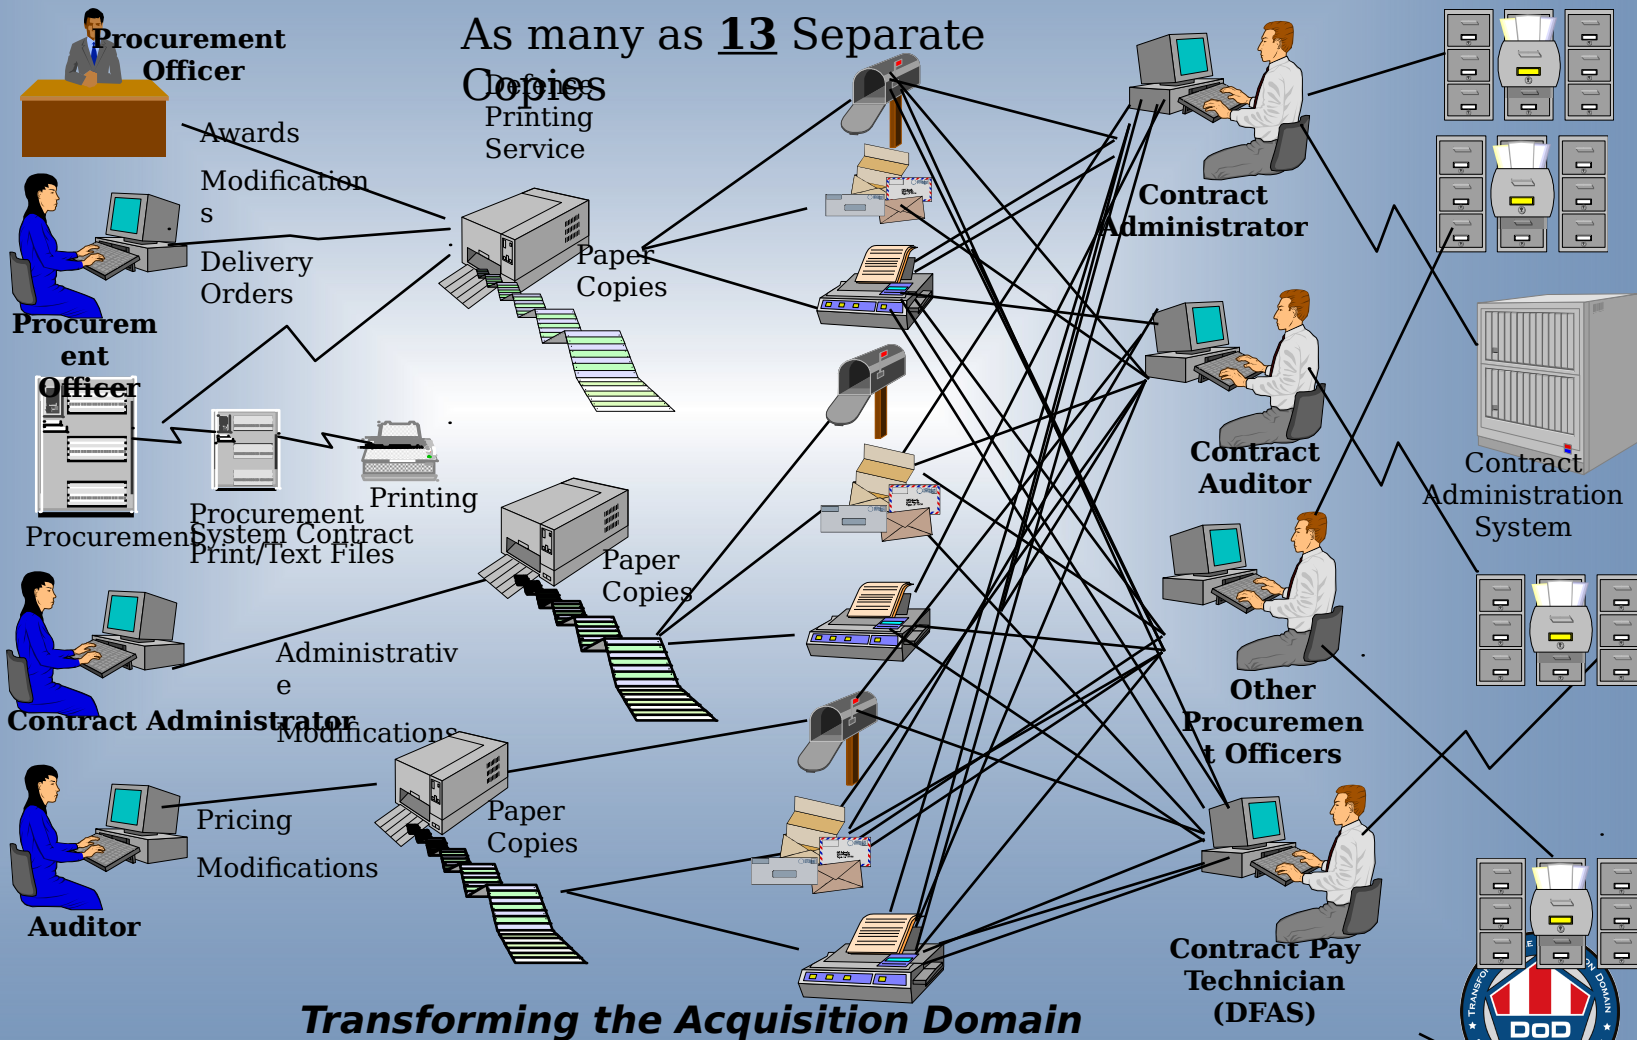 As many as 13 Separate
Copies
Procurement
Officer
Defense
Printing
Service
Awards
Modification
s
Delivery
Orders
Paper
Copies
Procurem
ent
Officer
Printing
Procurement
Procurement
System Contract
Print/Text Files
Paper
Copies
Administrativ
e
Modifications
Contract Administrator
Pricing
Modifications
Paper
Copies
Auditor
Contract
Administrator
Contract
Auditor
Contract
Administration
System
Other
Procuremen
t Officers
Contract Pay
Technician
(DFAS)
Transforming the Acquisition Domain
DoD